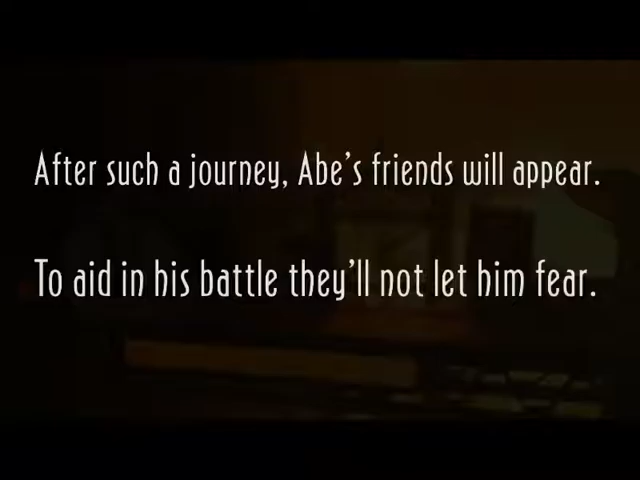 After such a journey, Abe's friends will appear.
To aid in his battle they'll not let him fear.